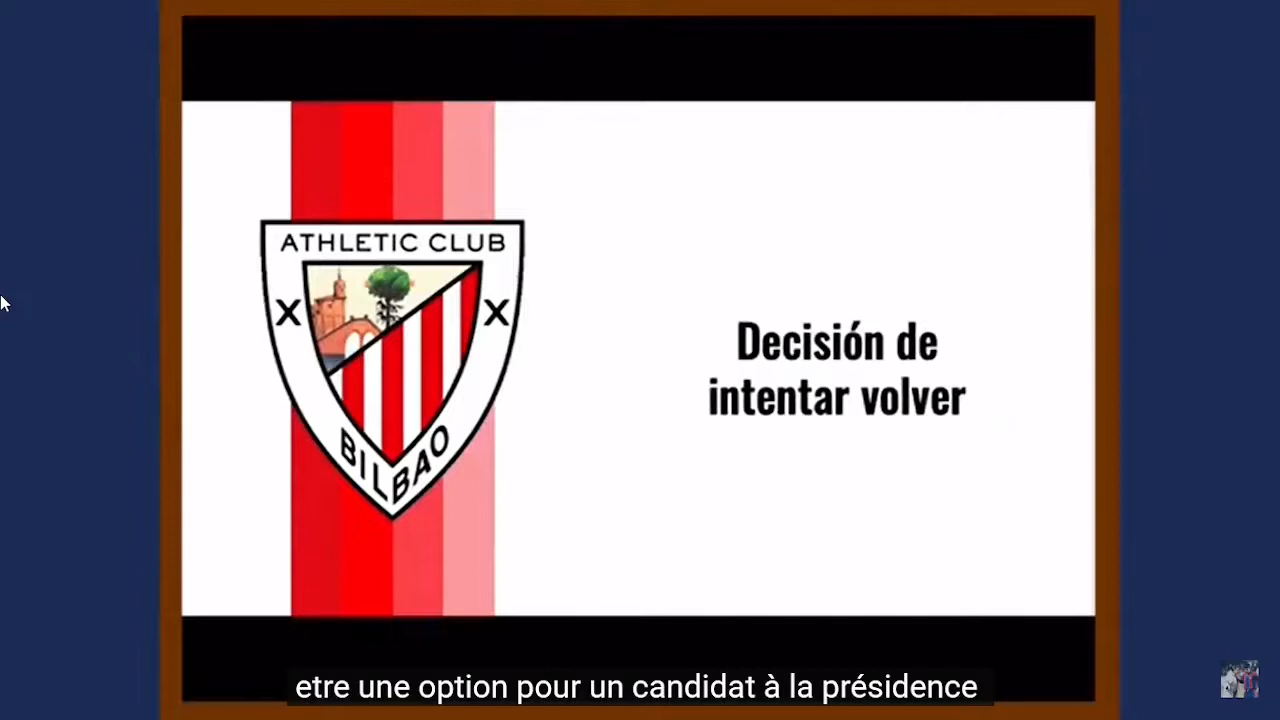 ATHLETIC CLUB
X X
BILBAO
Decisión de
intentar volver
etre une option pour un candidat à la présidence